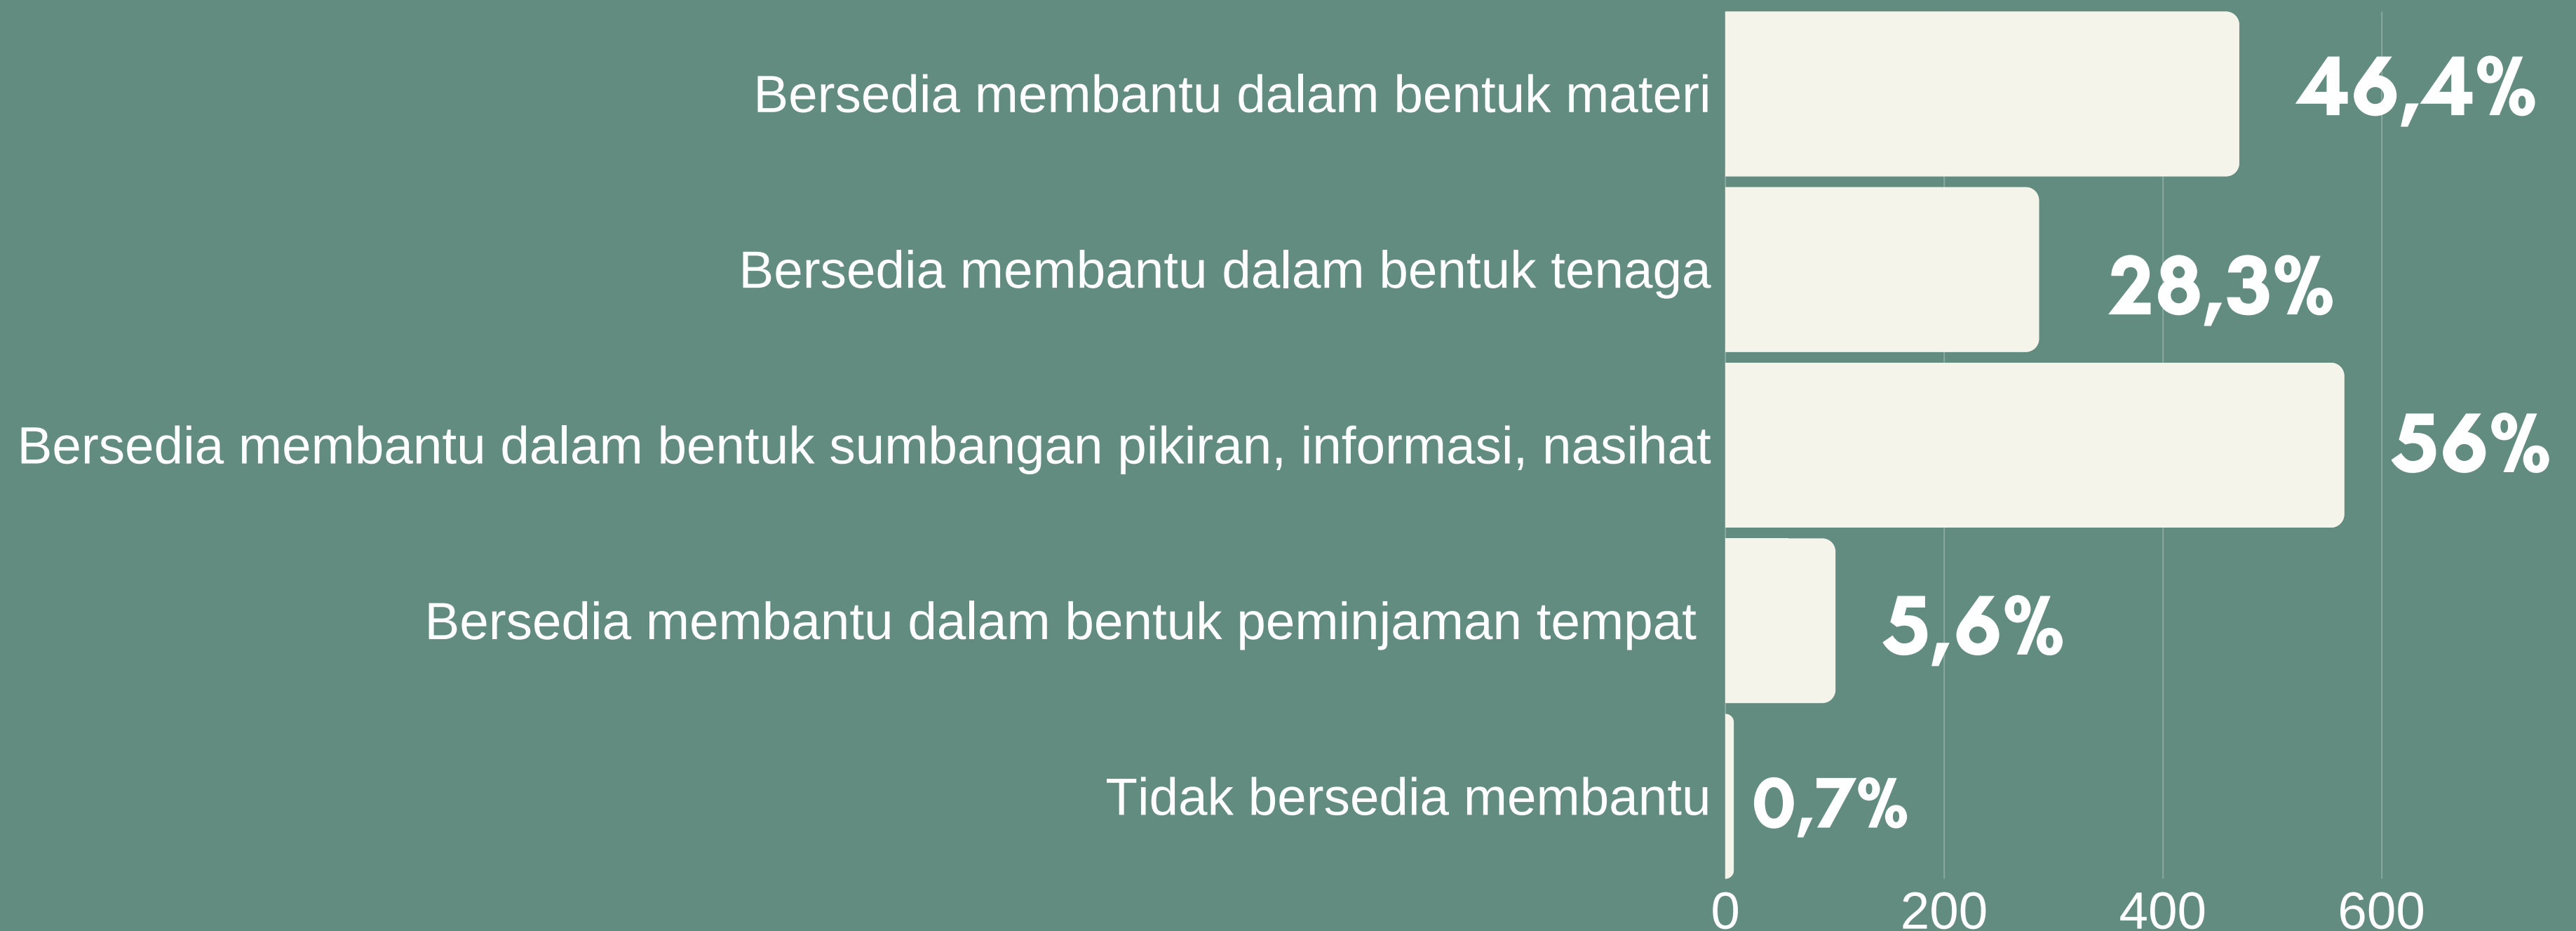 Bersedia membantu dalam bentuk materi 46,4%
Bersedia membantu dalam bentuk tenaga 28,3%
Bersedia membantu dalam bentuk sumbangan pikiran, informasi, nasihat 56%
Bersedia membantu dalam bentuk peminjaman tempat 5,6%
Tidak bersedia membantu 0,7%
0 200 400 600